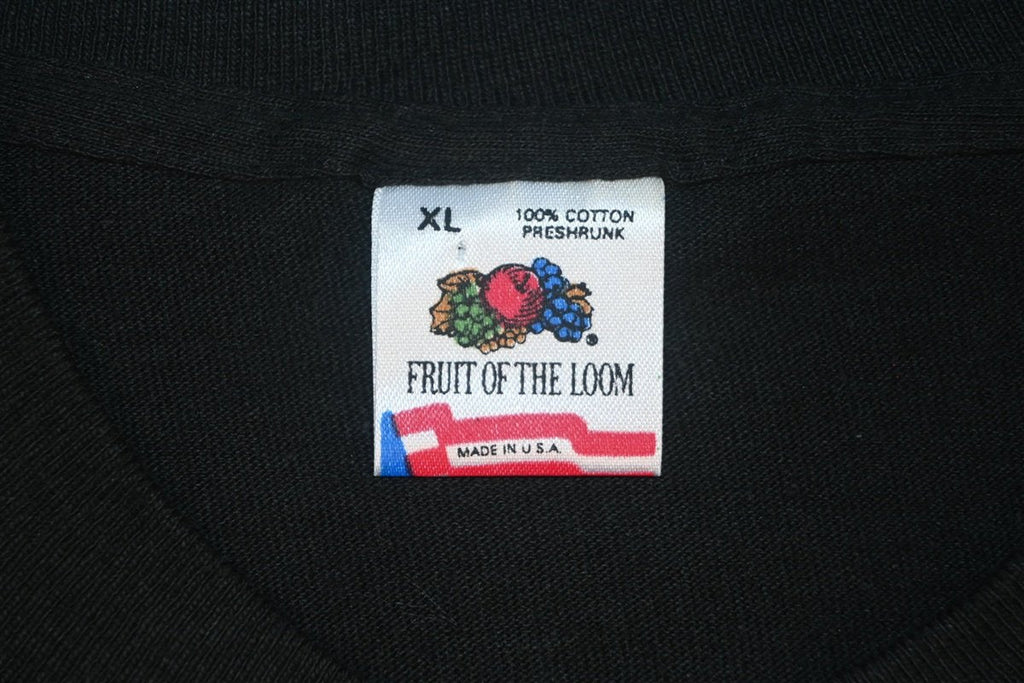 XL
100% COTTON
PRESHRUNK
FRUIT OF THE LOOM
MADE IN U.S.A.